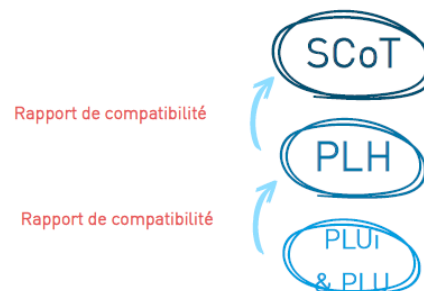 SCoT
Rapport de compatibilité
PLH
Rapport de compatibilité
PLUi
& PLU